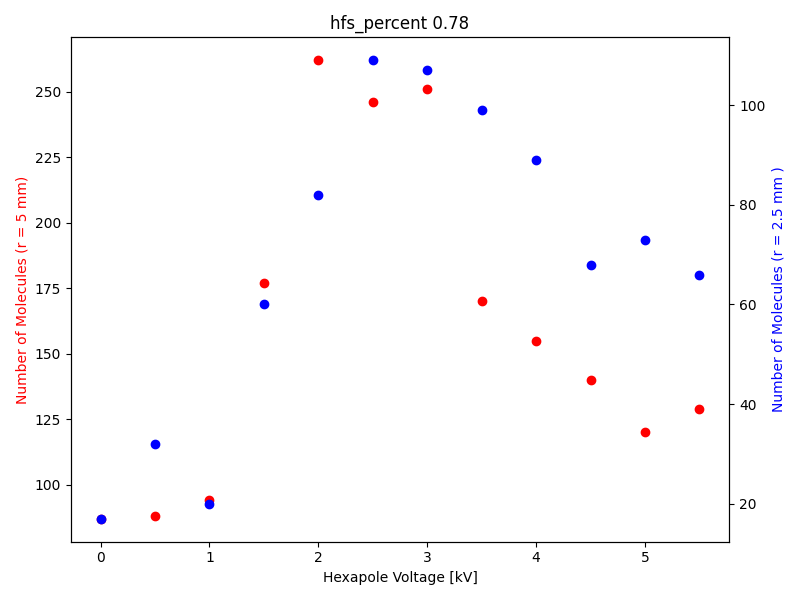 hfs_percent 0.78
Number of Molecules (r = 5 mm)
250
225
200
175
150
125
100
100
80
60
40
20
Number of Molecules (r = 2.5 mm )
0 1 2 3 4 5
Hexapole Voltage [kV]